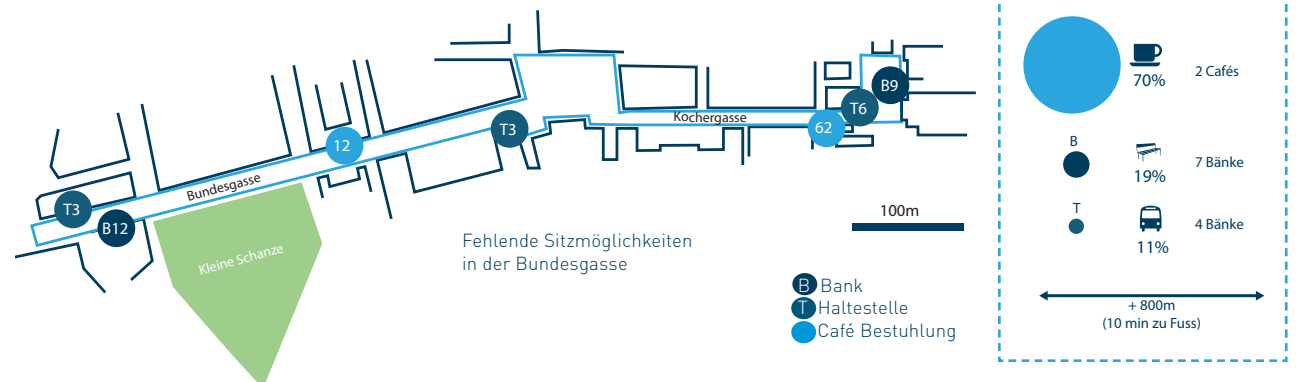 T3
B12
Bundesgasse
12
Kleine Schanze
T3
Kochergasse
62
T6
B9
100m
Fehlende Sitzmöglichkeiten
in der Bundesgasse
B Bank
T Haltestelle
Café Bestuhlung
70%
2 Cafés
B
19%
7 Bänke
T
11%
4 Bänke
+ 800m
(10 min zu Fuss)